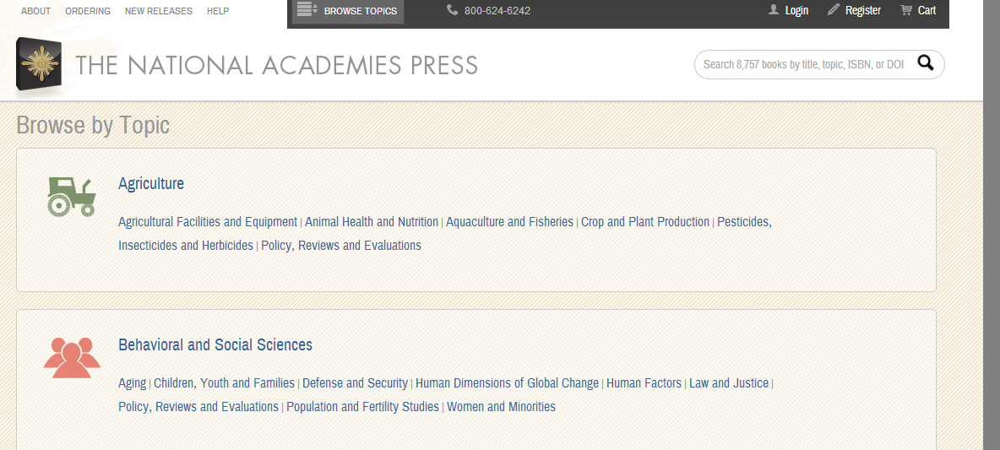 ABOUT ORDERING NEW RELEASES HELP BROWSE TOPICS 800-624-6242 Login Register Cart
THE NATIONAL ACADEMIES PRESS
Search 8,757 books by title, topic, ISBN, or DOI
Browse by Topic
Agriculture
Agricultural Facilities and Equipment | Animal Health and Nutrition | Aquaculture and Fisheries | Crop and Plant Production | Pesticides,
Insecticides and Herbicides | Policy, Reviews and Evaluations
Behavioral and Social Sciences
Aging | Children, Youth and Families | Defense and Security | Human Dimensions of Global Change | Human Factors | Law and Justice |
Policy, Reviews and Evaluations | Population and Fertility Studies | Women and Minorities